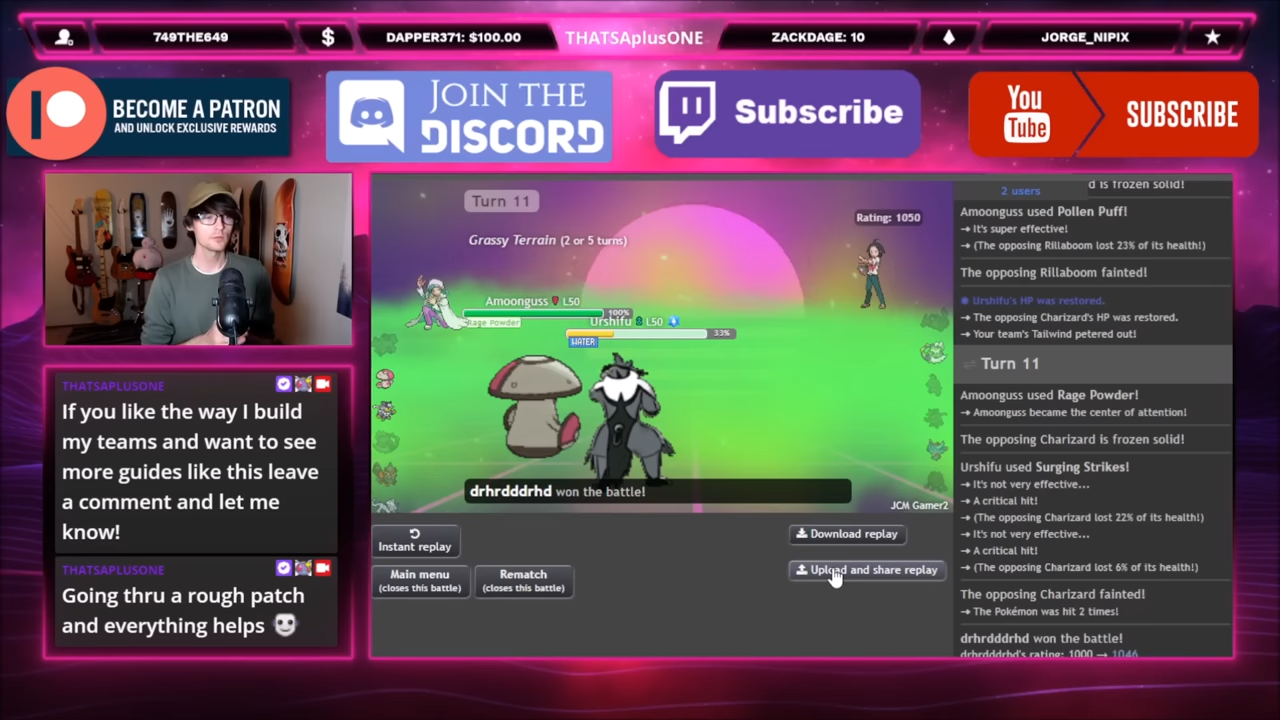 749THE649
$
DAPPER371: $100.00
THATSAplusONE
ZACKDAGE: 10
JORGE_NIPIX
BECOME A PATRON
AND UNLOCK EXCLUSIVE REWARDS
JOIN THE
DISCORD
Subscribe
You
Tube
SUBSCRIBE
Turn 11
Grassy Terrain (2 or 5 turns)
Rating: 1050
Amoonguss L50
100%
Rage Powder
Urshifu L50
33%
WATER
drhrdddrhd won the battle!
JCM Gamer2
Instant replay
Main menu
(closes this battle)
Rematch
(closes this battle)
Download replay
Upload and share replay
2 users
d is frozen solid!
Amoonguss used Pollen Puff!
→ It's super effective!
→ (The opposing Rillaboom lost 23% of its health!)
The opposing Rillaboom fainted!
Urshifu's HP was restored.
→ The opposing Charizard's HP was restored.
→ Your team's Tailwind petered out!
Turn 11
Amoonguss used Rage Powder!
→ Amoonguss became the center of attention!
The opposing Charizard is frozen solid!
Urshifu used Surging Strikes!
→ It's not very effective...
→ A critical hit!
→ (The opposing Charizard lost 22% of its health!)
→ It's not very effective...
→ A critical hit!
→ (The opposing Charizard lost 6% of its health!)
The opposing Charizard fainted!
→ The Pokémon was hit 2 times!
drhrdddrhd won the battle!
drhrdddrhd's rating: 1000 → 1046
THATSAPLUSONE
If you like the way I build
my teams and want to see
more guides like this leave
a comment and let me
know!
THATSAPLUSONE
Going thru a rough patch
and everything helps